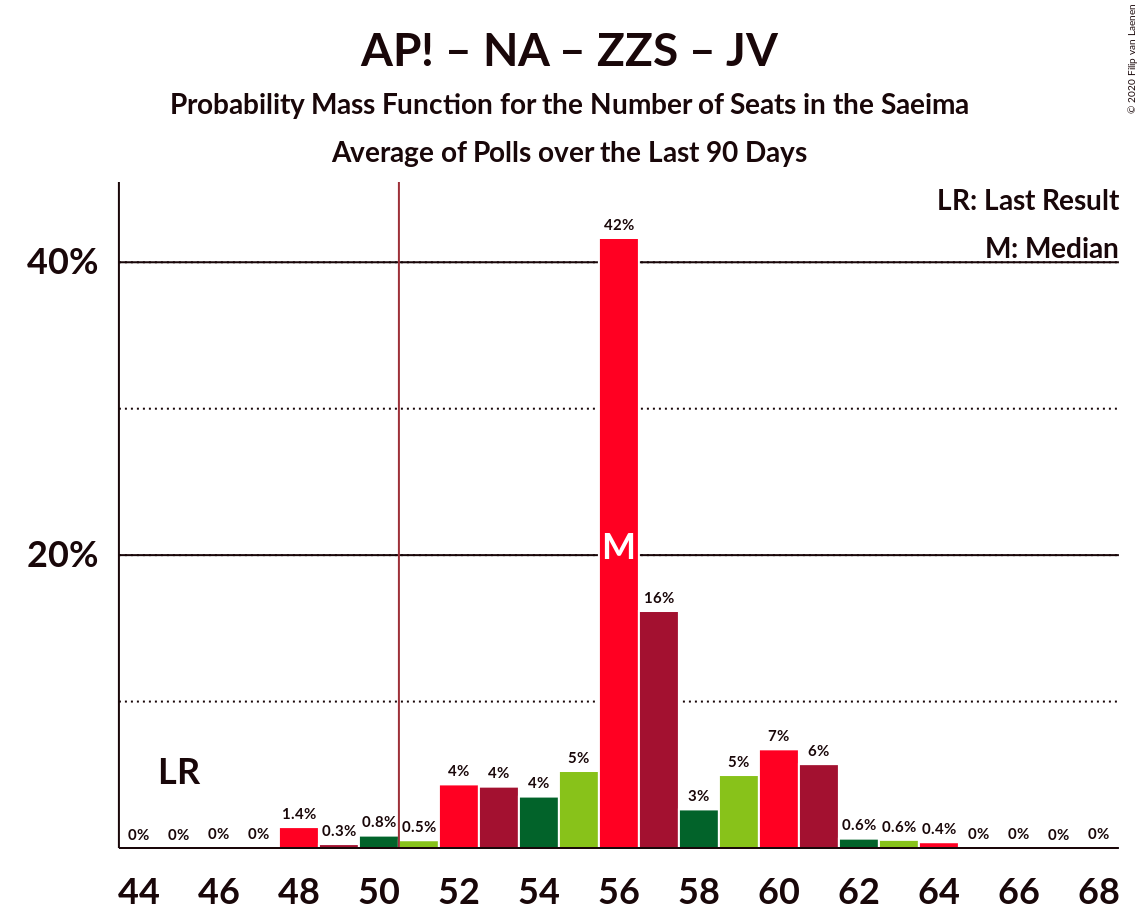 AP! – NA – ZZS – JV
Probability Mass Function for the Number of Seats in the Saeima
Average of Polls over the Last 90 Days
© 2020 Filip van Laenen
LR: Last Result
M: Median
40%
20%
LR
M
0% 0% 0% 0% 1.4% 0.3% 0.8% 0.5% 4% 4% 4% 5% 42% 16% 3% 5% 7% 6% 0.6% 0.6% 0.4% 0% 0% 0% 0%
44 46 48 50 52 54 56 58 60 62 64 66 68